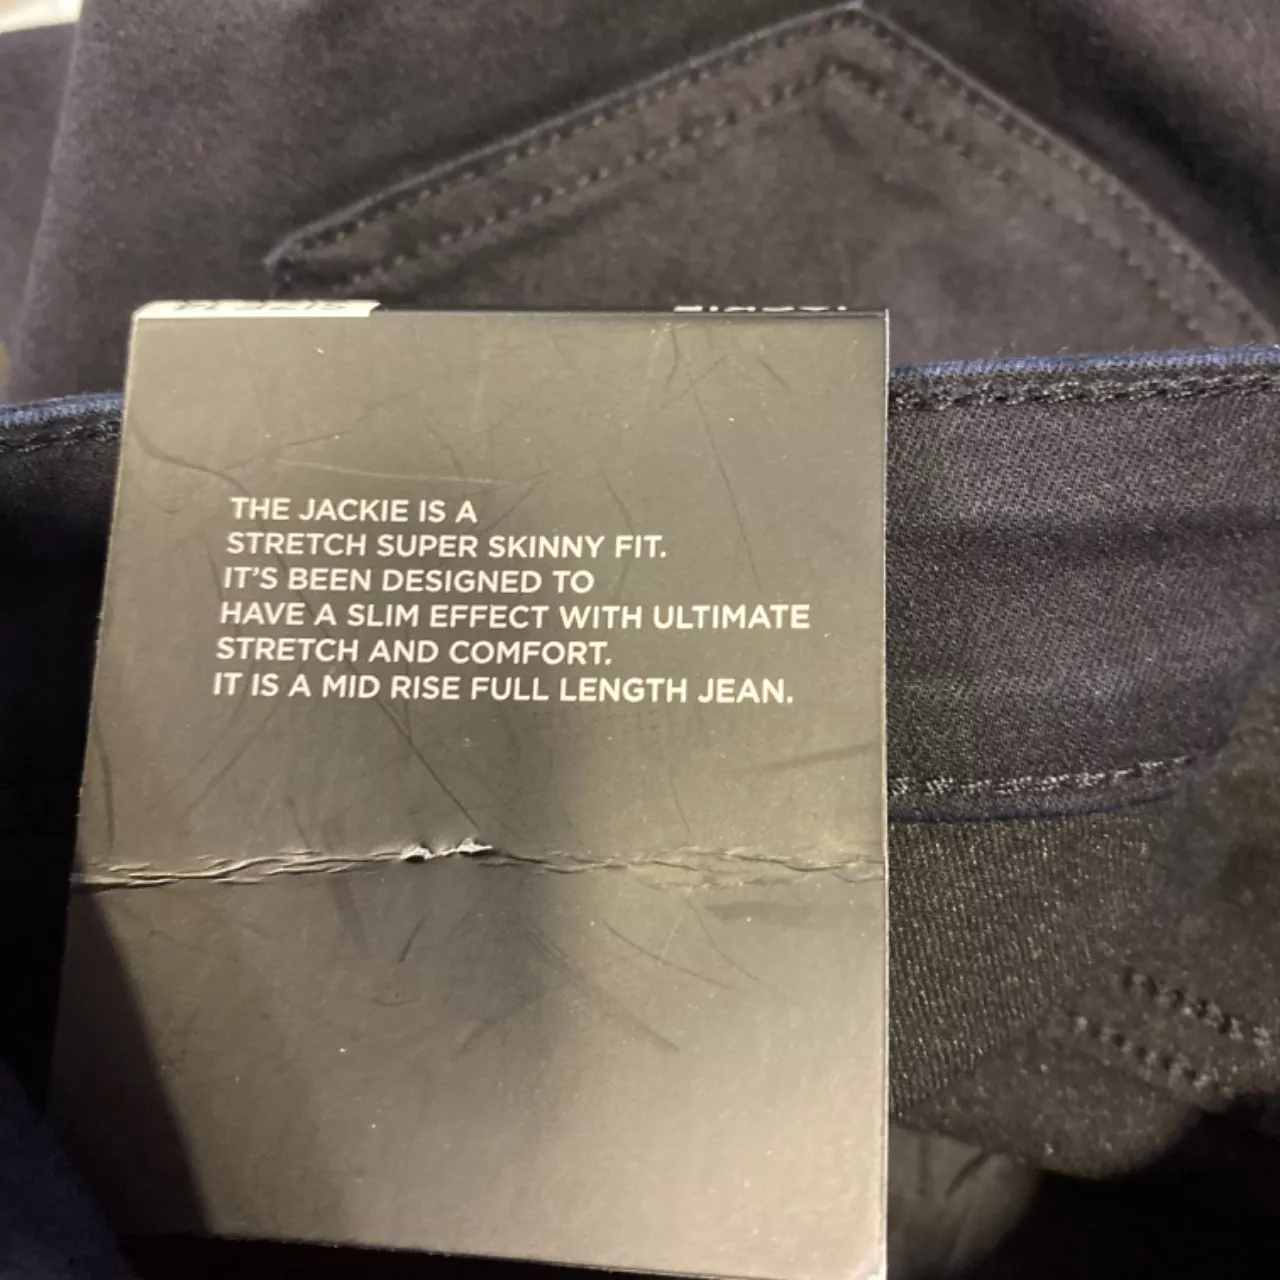 THE JACKIE IS A
STRETCH SUPER SKINNY FIT.
IT'S BEEN DESIGNED TO
HAVE A SLIM EFFECT WITH ULTIMATE
STRETCH AND COMFORT.
IT IS A MID RISE FULL LENGTH JEAN.